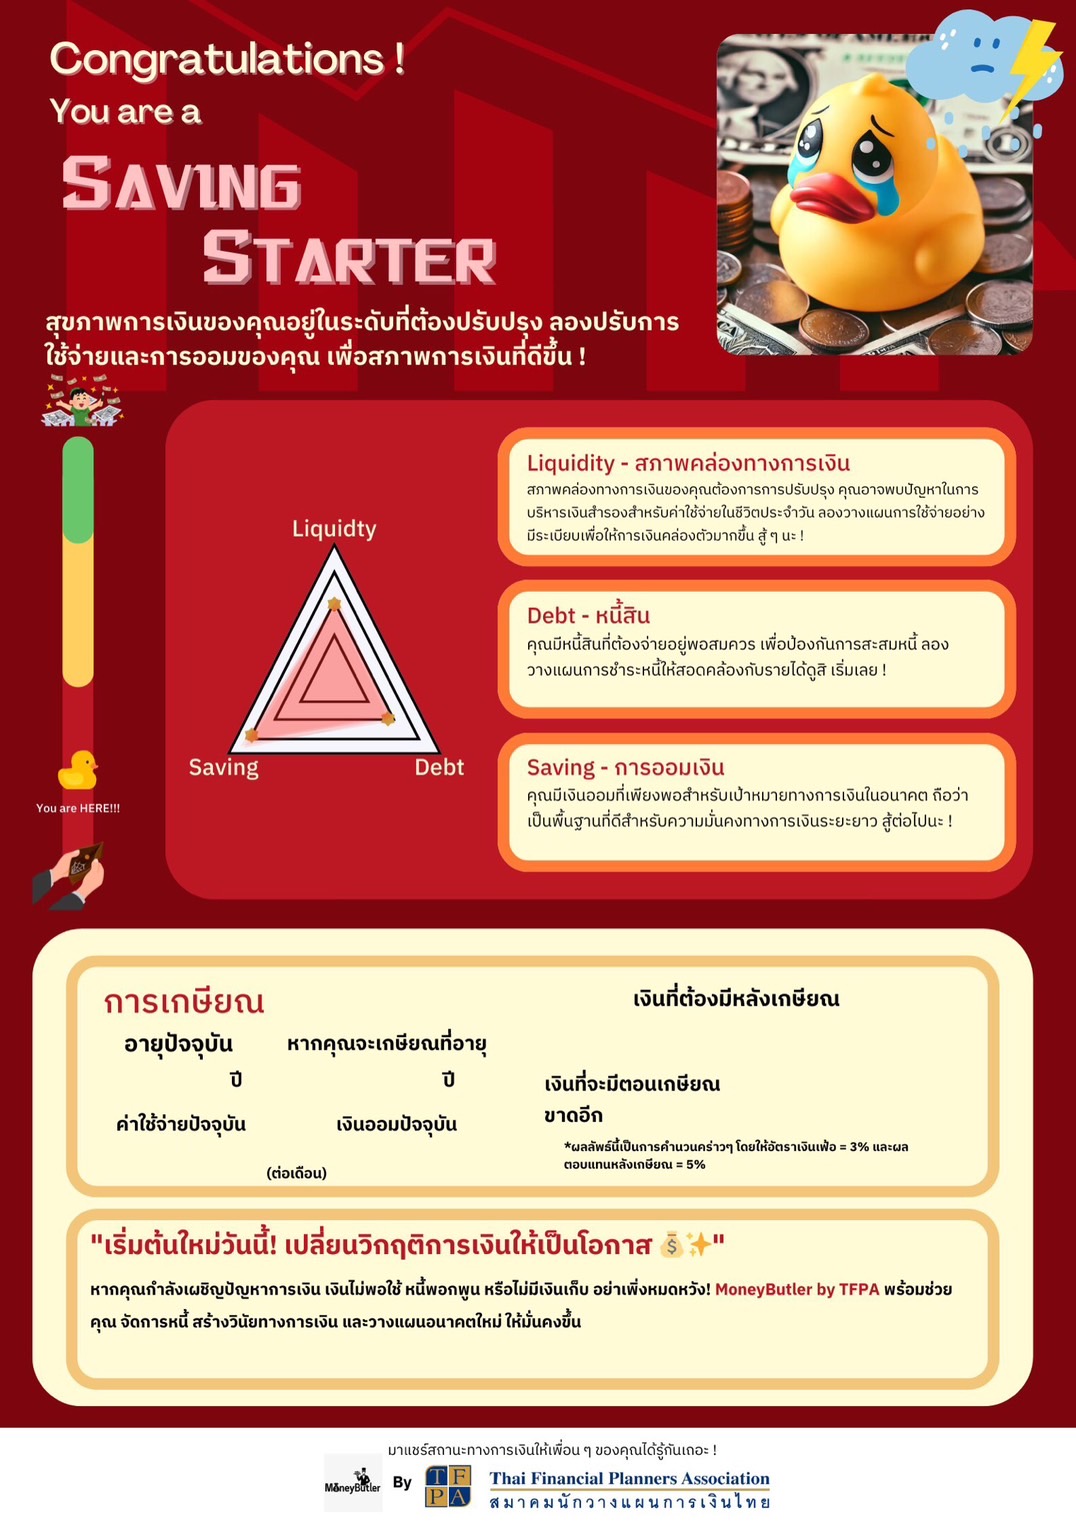 Congratulations !
You are a
SAVING
STARTER
สุขภาพการเงินของคุณอยู่ในระดับที่ต้องปรับปรุง ลองปรับการ
ใช้จ่ายและการออมของคุณ เพื่อสภาพการเงินที่ดีขึ้น !
You are HERE!!!
Liquidty
Saving
Debt
Liquidity - สภาพคล่องทางการเงิน
สภาพคล่องทางการเงินของคุณต้องการการปรับปรุง คุณอาจพบปัญหาในการ
บริหารเงินสำรองสำหรับค่าใช้จ่ายในชีวิตประจำวัน ลองวางแผนการใช้จ่ายอย่าง
มีระเบียบเพื่อให้การเงินคล่องตัวมากขึ้น สู้ ๆ นะ !
Debt - หนี้สิน
คุณมีหนี้สินที่ต้องจ่ายอยู่พอสมควร เพื่อป้องกันการสะสมหนี้ ลอง
วางแผนการชำระหนี้ให้สอดคล้องกับรายได้ดูสิ เริ่มเลย !
Saving - การออมเงิน
คุณมีเงินออมที่เพียงพอสำหรับเป้าหมายทางการเงินในอนาคต ถือว่า
เป็นพื้นฐานที่ดีสำหรับความมั่นคงทางการเงินระยะยาว สู้ต่อไปนะ !
การเกษียณ
อายุปัจจุบัน
หากคุณจะเกษียณที่อายุ
ปี
ปี
ค่าใช้จ่ายปัจจุบัน
เงินออมปัจจุบัน
(ต่อเดือน)
เงินที่ต้องมีหลังเกษียณ
เงินที่จะมีตอนเกษียณ
ขาดอีก
*ผลลัพธ์นี้เป็นการคำนวนคร่าวๆ โดยให้อัตราเงินเฟ้อ = 3% และผล
ตอบแทนหลังเกษียณ = 5%
"เริ่มต้นใหม่วันนี้! เปลี่ยนวิกฤติการเงินให้เป็นโอกาส 💰✨"
หากคุณกำลังเผชิญปัญหาการเงิน เงินไม่พอใช้ หนี้พอกพูน หรือไม่มีเงินเก็บ อย่าเพิ่งหมดหวัง! MoneyButler by TFPA พร้อมช่วย
คุณ จัดการหนี้ สร้างวินัยทางการเงิน และวางแผนอนาคตใหม่ ให้มั่นคงขึ้น
มาแชร์สถานะทางการเงินให้เพื่อน ๆ ของคุณได้รู้กันเถอะ !
MoneyButler
By
TF
PA
Thai Financial Planners Association
สมาคมนักวางแผนการเงินไทย